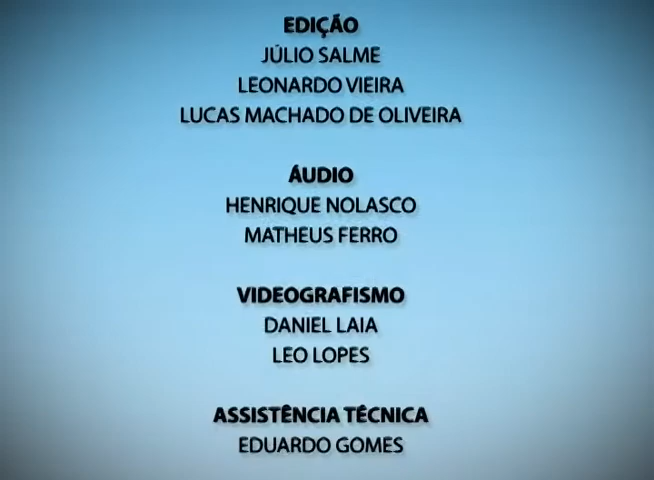 EDIÇÃO
JÚLIO SALME
LEONARDO VIEIRA
LUCAS MACHADO DE OLIVEIRA
ÁUDIO
HENRIQUE NOLASCO
MATHEUS FERRO
VIDEOGRAFISMO
DANIEL LAIA
LEO LOPES
ASSISTÊNCIA TÉCNICA
EDUARDO GOMES